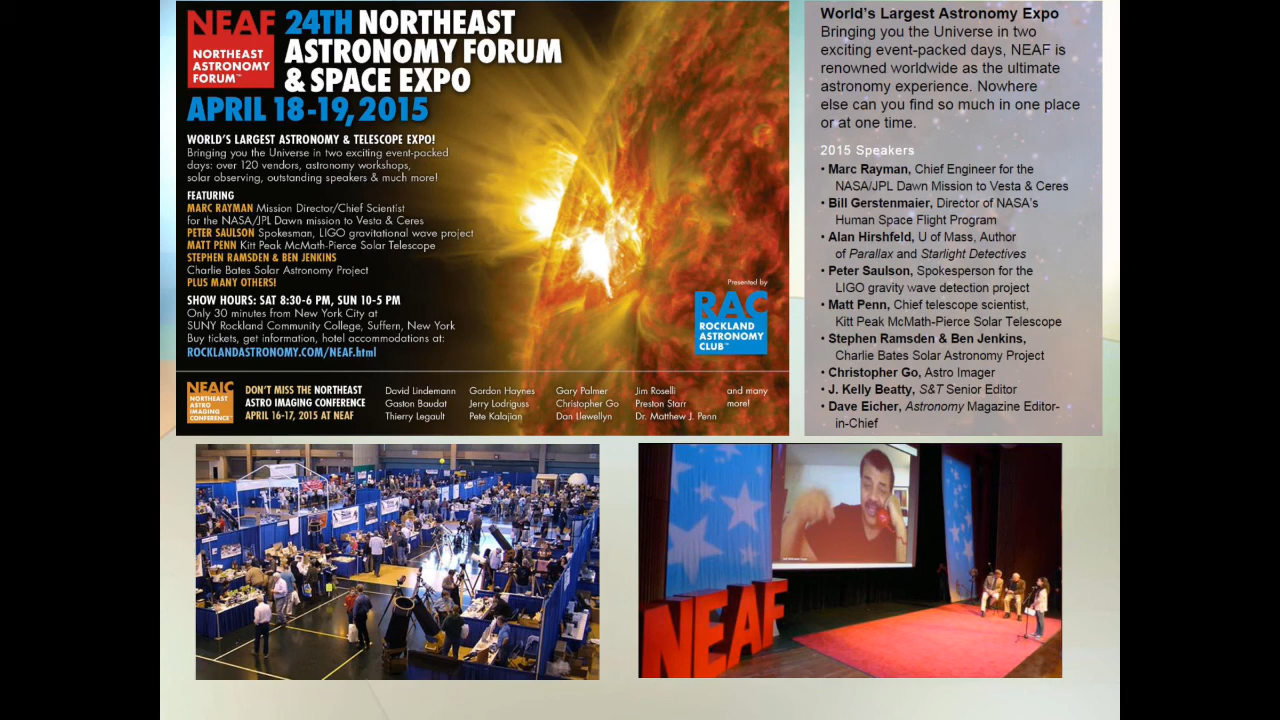 NEAF
NORTHEAST
ASTRONOMY
FORUM™
24TH NORTHEAST
ASTRONOMY FORUM
& SPACE EXPO
APRIL 18-19, 2015
WORLD'S LARGEST ASTRONOMY & TELESCOPE EXPO!
Bringing you the Universe in two exciting event-packed
days: over 120 vendors, astronomy workshops,
solar observing, outstanding speakers & much more!
FEATURING
MARC RAYMAN Mission Director/Chief Scientist
for the NASA/JPL Dawn mission to Vesta & Ceres
PETER SAULSON Spokesman, LIGO gravitational wave project
MATT PENN Kitt Peak McMath-Pierce Solar Telescope
STEPHEN RAMSDEN & BEN JENKINS
Charlie Bates Solar Astronomy Project
PLUS MANY OTHERS!
SHOW HOURS: SAT 8:30-6 PM, SUN 10-5 PM
Only 30 minutes from New York City at
SUNY Rockland Community College, Suffern, New York
Buy tickets, get information, hotel accommodations at:
ROCKLANDASTRONOMY.COM/NEAF.html
Presented by
RAC
ROCKLAND
ASTRONOMY
CLUB™
NEAIC
NORTHEAST
ASTRO
IMAGING
CONFERENCE
DON'T MISS THE NORTHEAST
ASTRO IMAGING CONFERENCE
APRIL 16-17, 2015 AT NEAF
David Lindemann Gordon Haynes Gary Palmer Jim Roselli and many
Gaston Baudat Jerry Lodriguss Christopher Go Preston Starr more!
Thierry Legault Pete Kalajian Dan Llewellyn Dr. Matthew J. Penn
World's Largest Astronomy Expo
Bringing you the Universe in two
exciting event-packed days, NEAF is
renowned worldwide as the ultimate
astronomy experience. Nowhere
else can you find so much in one place
or at one time.
2015 Speakers
• Marc Rayman, Chief Engineer for the
NASA/JPL Dawn Mission to Vesta & Ceres
• Bill Gerstenmaier, Director of NASA's
Human Space Flight Program
• Alan Hirshfeld, U of Mass, Author
of Parallax and Starlight Detectives
• Peter Saulson, Spokesperson for the
LIGO gravity wave detection project
• Matt Penn, Chief telescope scientist,
Kitt Peak McMath-Pierce Solar Telescope
• Stephen Ramsden & Ben Jenkins,
Charlie Bates Solar Astronomy Project
• Christopher Go, Astro Imager
• J. Kelly Beatty, S&T Senior Editor
• Dave Eicher, Astronomy Magazine Editor-
in-Chief
NEAF